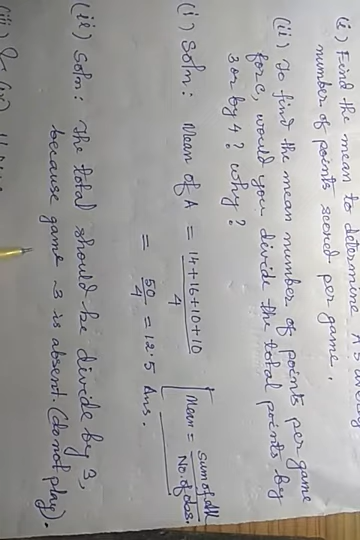 (i) Find the mean to determine A's
number of points scored per game.
(ii) To find the mean number of points per game
for C, would you divide the total points by
3 or by 4? Why?
(i) Soln: Mean of A = 14+16+10+10 / 4
[Mean = Sum of all / No. of obs.
= 50/4 = 12.5 Ans.
(ii) Soln: The total should be divide by 3,
because game 3 is absent. (do not play).
(iii) & (iv)